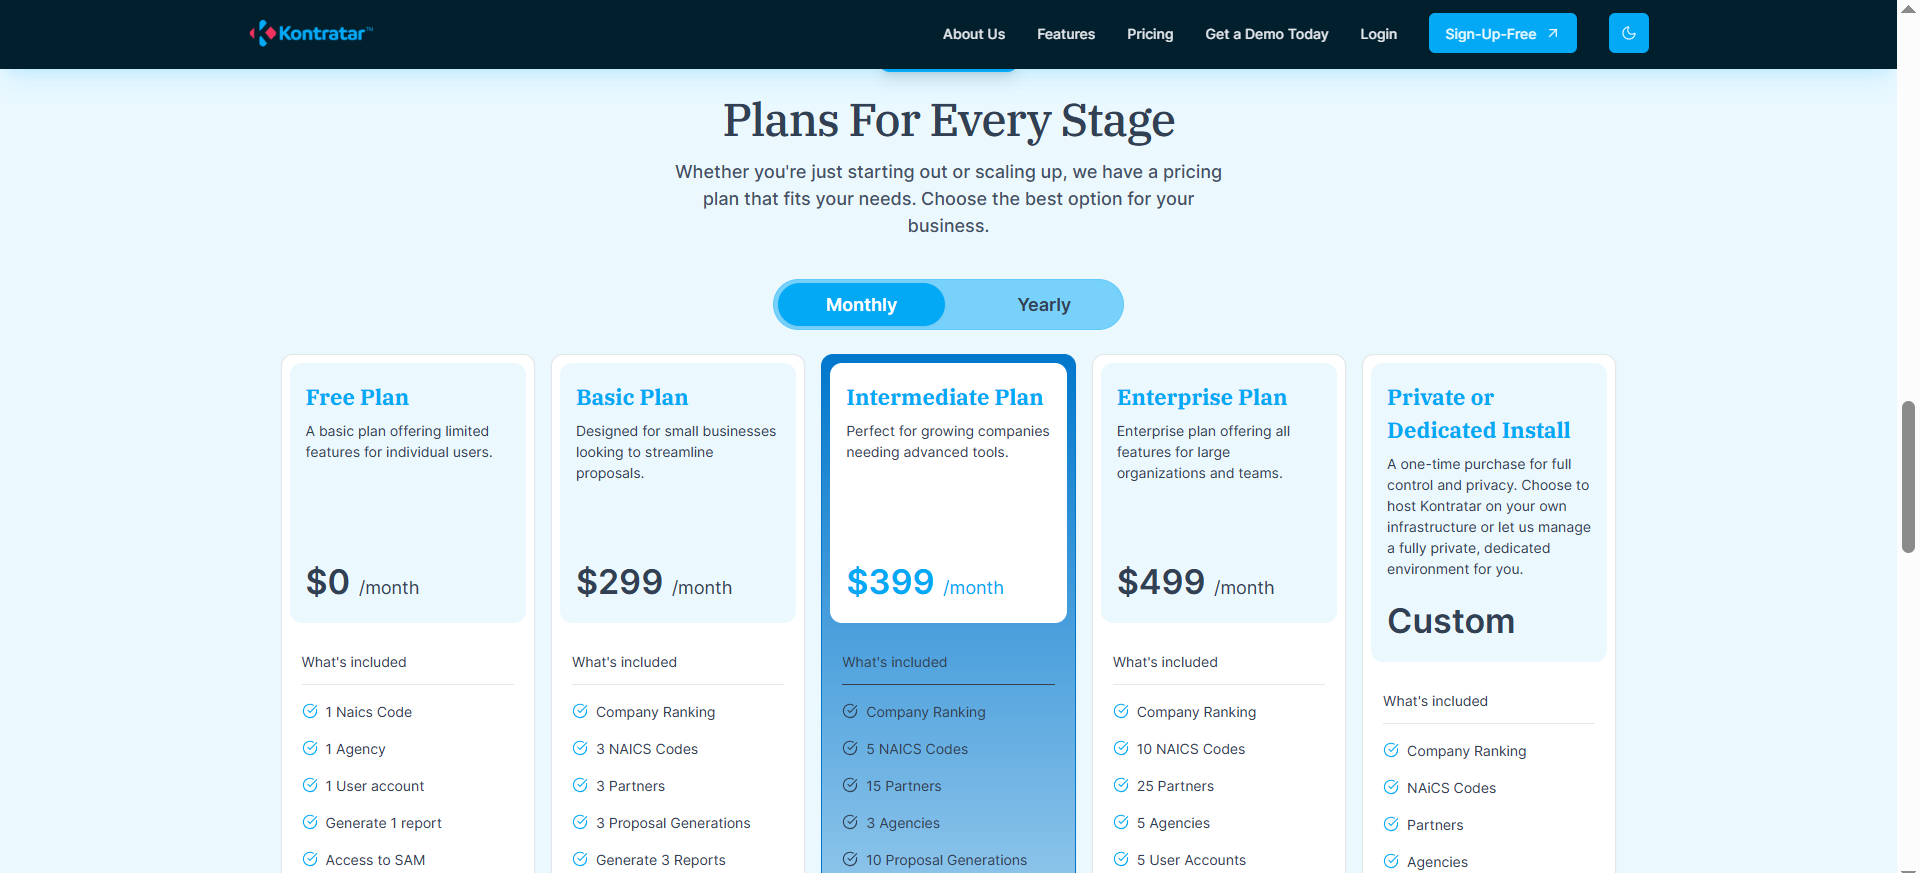 Kontratar™
About Us
Features
Pricing
Get a Demo Today
Login
Sign-Up-Free
Plans For Every Stage
Whether you're just starting out or scaling up, we have a pricing
plan that fits your needs. Choose the best option for your
business.
Monthly
Yearly
Free Plan
A basic plan offering limited
features for individual users.
$0 /month
What's included
1 Naics Code
1 Agency
1 User account
Generate 1 report
Access to SAM
Basic Plan
Designed for small businesses
looking to streamline
proposals.
$299 /month
What's included
Company Ranking
3 NAICS Codes
3 Partners
3 Proposal Generations
Generate 3 Reports
Intermediate Plan
Perfect for growing companies
needing advanced tools.
$399 /month
What's included
Company Ranking
5 NAICS Codes
15 Partners
3 Agencies
10 Proposal Generations
Enterprise Plan
Enterprise plan offering all
features for large
organizations and teams.
$499 /month
What's included
Company Ranking
10 NAICS Codes
25 Partners
5 Agencies
5 User Accounts
Private or
Dedicated Install
A one-time purchase for full
control and privacy. Choose to
host Kontratar on your own
infrastructure or let us manage
a fully private, dedicated
environment for you.
Custom
What's included
Company Ranking
NAiCS Codes
Partners
Agencies